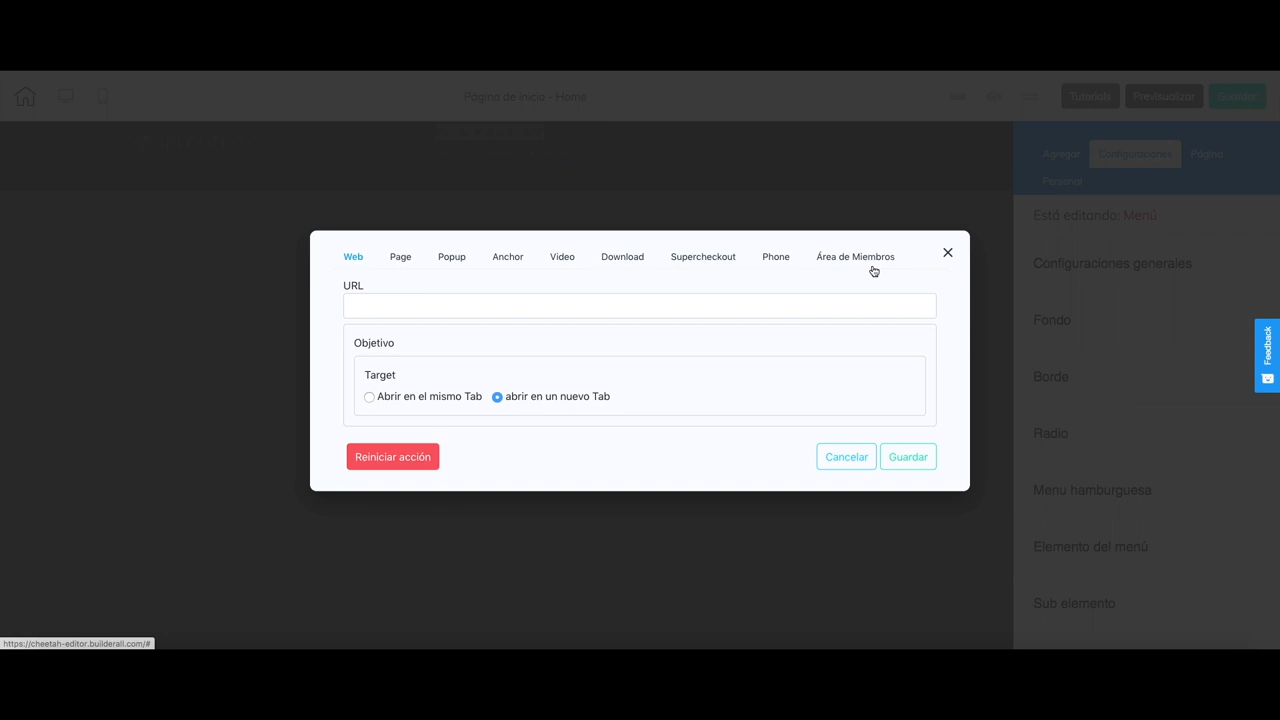 Página de inicio - Home
Tutorials
Previsualizar
Guardar
Agregar
Configuraciones
Página
Personal
Está editando: Menú
Configuraciones generales
Fondo
Borde
Radio
Menu hamburguesa
Elemento del menú
Sub elemento
Web Page Popup Anchor Video Download Supercheckout Phone Área de Miembros
URL
Objetivo
Target
Abrir en el mismo Tab abrir en un nuevo Tab
Reiniciar acción
Cancelar
Guardar
Feedback
https://cheetah-editor.builderall.com/#